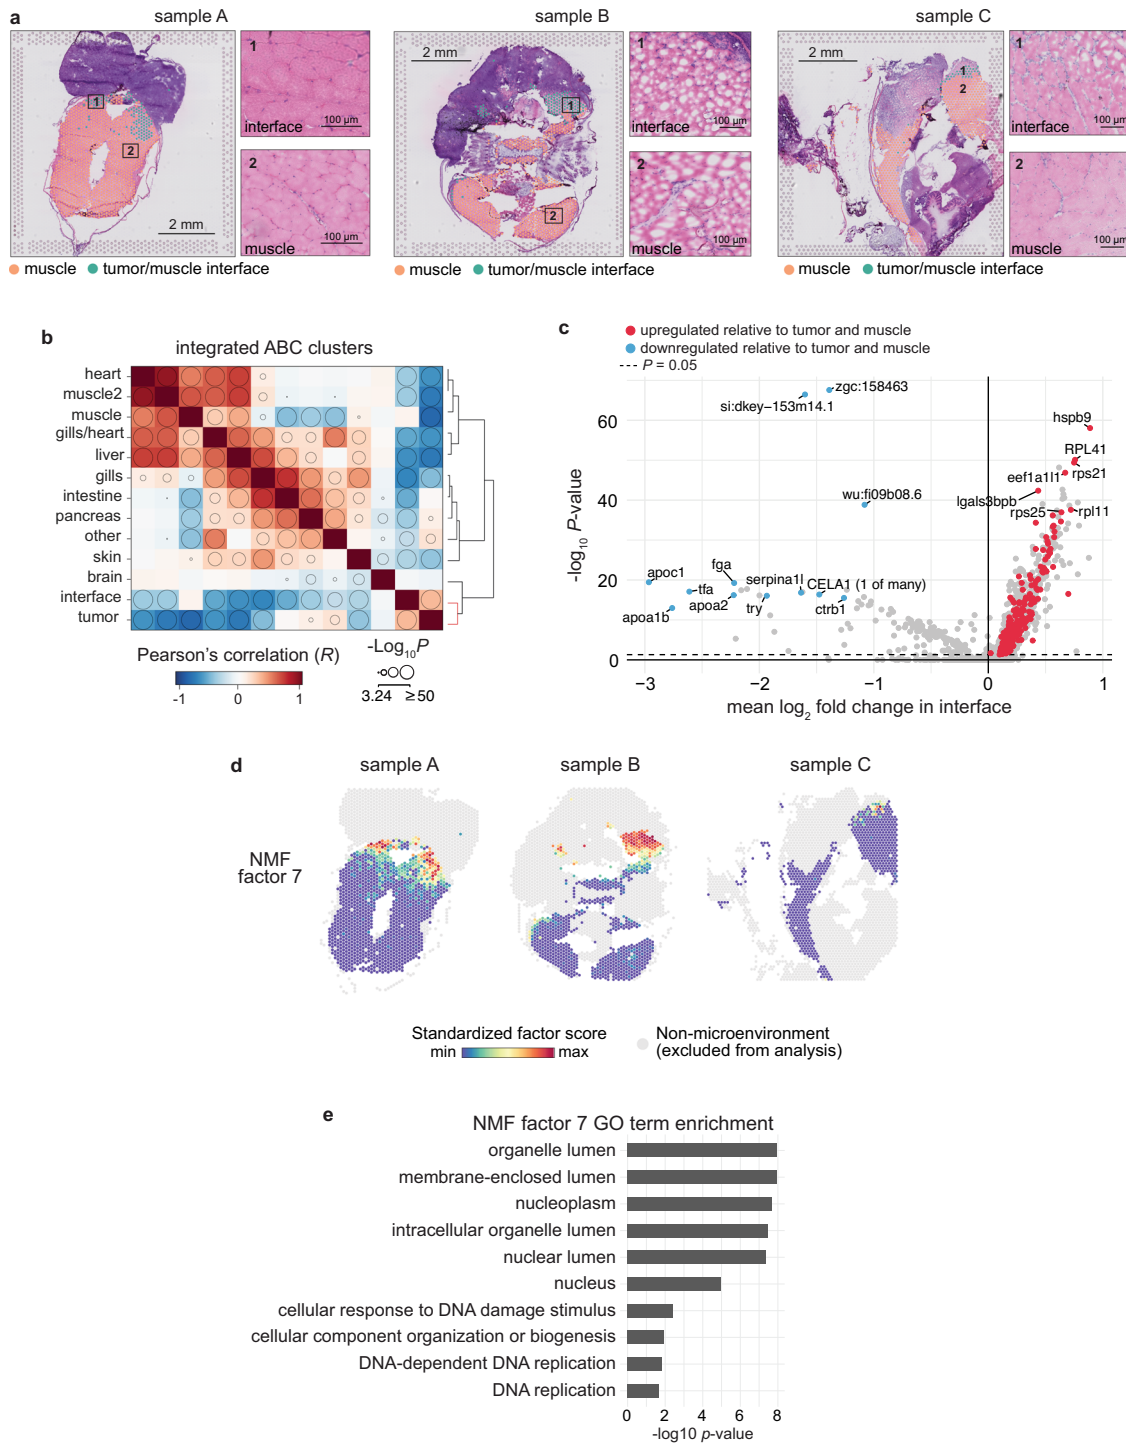 a
sample A
sample B
sample C
1
interface
100 µm
2
muscle
100 µm
1
2
2 mm
muscle
tumor/muscle interface
2 mm
1
2
1
interface
100 µm
2
muscle
100 µm
muscle
tumor/muscle interface
2 mm
1
2
1
interface
100 µm
2
muscle
100 µm
muscle
tumor/muscle interface
b
integrated ABC clusters
heart
muscle2
muscle
gills/heart
liver
gills
intestine
pancreas
other
skin
brain
interface
tumor
Pearson's correlation (R)
-1 0 1
-Log10P
3.24 ≥50
c
upregulated relative to tumor and muscle
downregulated relative to tumor and muscle
P = 0.05
zgc:158463
si:dkey−153m14.1
hspb9
RPL41
rps21
eef1a1l1
lgals3bpb
rps25
rpl11
wu:fi09b08.6
apoc1
tfa
fga
apoa2
apoa1b
serpina1l
try
CELA1 (1 of many)
ctrb1
60
40
20
0
-log10 P-value
−3 −2 −1 0 1
mean log2 fold change in interface
d
sample A
sample B
sample C
NMF
factor 7
Standardized factor score
min max
Non-microenvironment
(excluded from analysis)
e
NMF factor 7 GO term enrichment
organelle lumen
membrane-enclosed lumen
nucleoplasm
intracellular organelle lumen
nuclear lumen
nucleus
cellular response to DNA damage stimulus
cellular component organization or biogenesis
DNA-dependent DNA replication
DNA replication
0 2 4 6 8
-log10 p-value